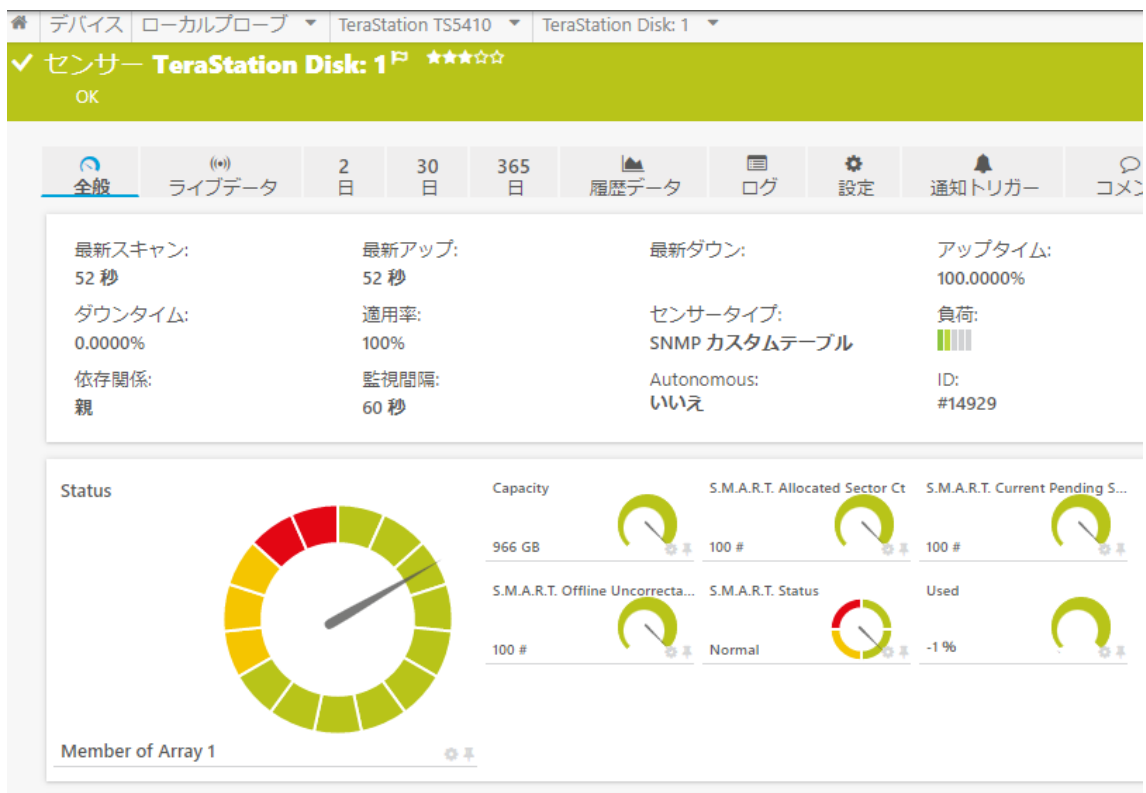 デバイス ローカルプローブ TeraStation TS5410 TeraStation Disk: 1
センサー TeraStation Disk: 1
OK
全般 ライブデータ 2 日 30 日 365 日 履歴データ ログ 設定 通知トリガー コメン
最新スキャン: 最新アップ: 最新ダウン: アップタイム:
52 秒 52 秒 100.0000%
ダウンタイム: 適用率: センサータイプ: 負荷:
0.0000% 100% SNMP カスタムテーブル
依存関係: 監視間隔: Autonomous: ID:
親 60 秒 いいえ #14929
Status
Member of Array 1
Capacity S.M.A.R.T. Allocated Sector Ct S.M.A.R.T. Current Pending S...
966 GB 100 # 100 #
S.M.A.R.T. Offline Uncorrecta... S.M.A.R.T. Status Used
100 # Normal -1 %